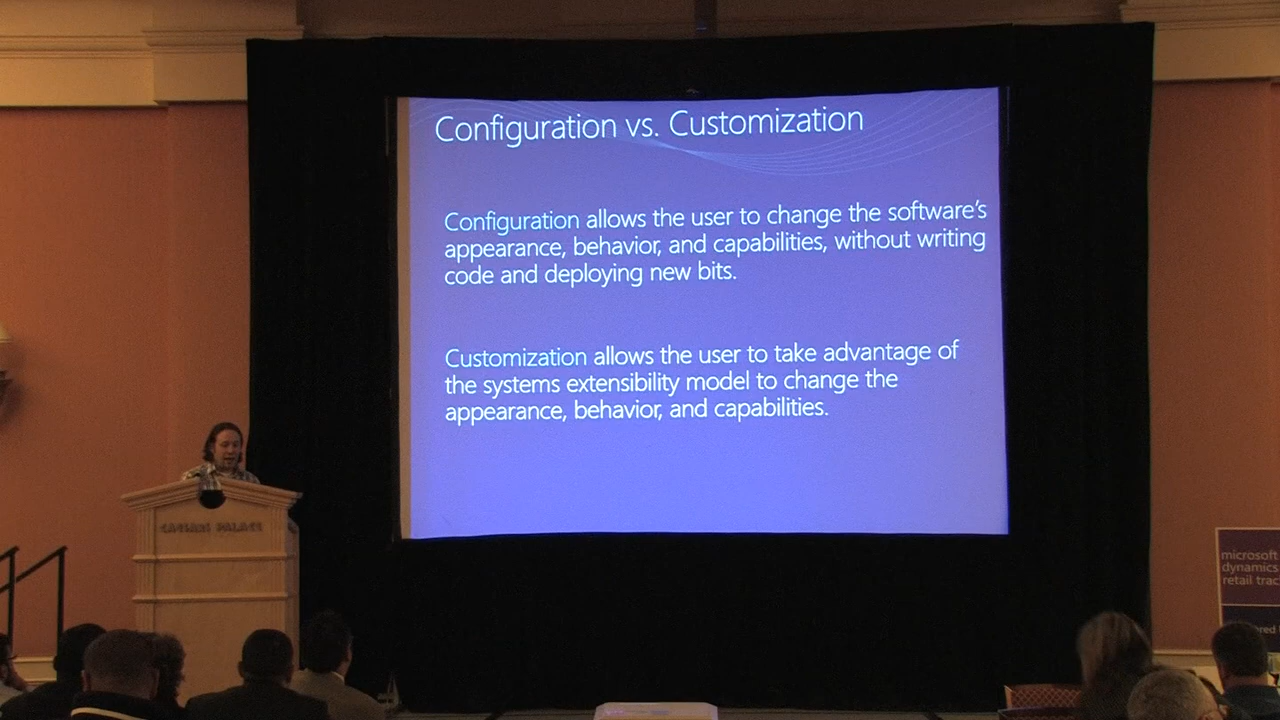 Configuration vs. Customization
Configuration allows the user to change the software's
appearance, behavior, and capabilities, without writing
code and deploying new bits.
Customization allows the user to take advantage of
the systems extensibility model to change the
appearance, behavior, and capabilities.
CAESARS PALACE
microsoft
dynamics
retail trac